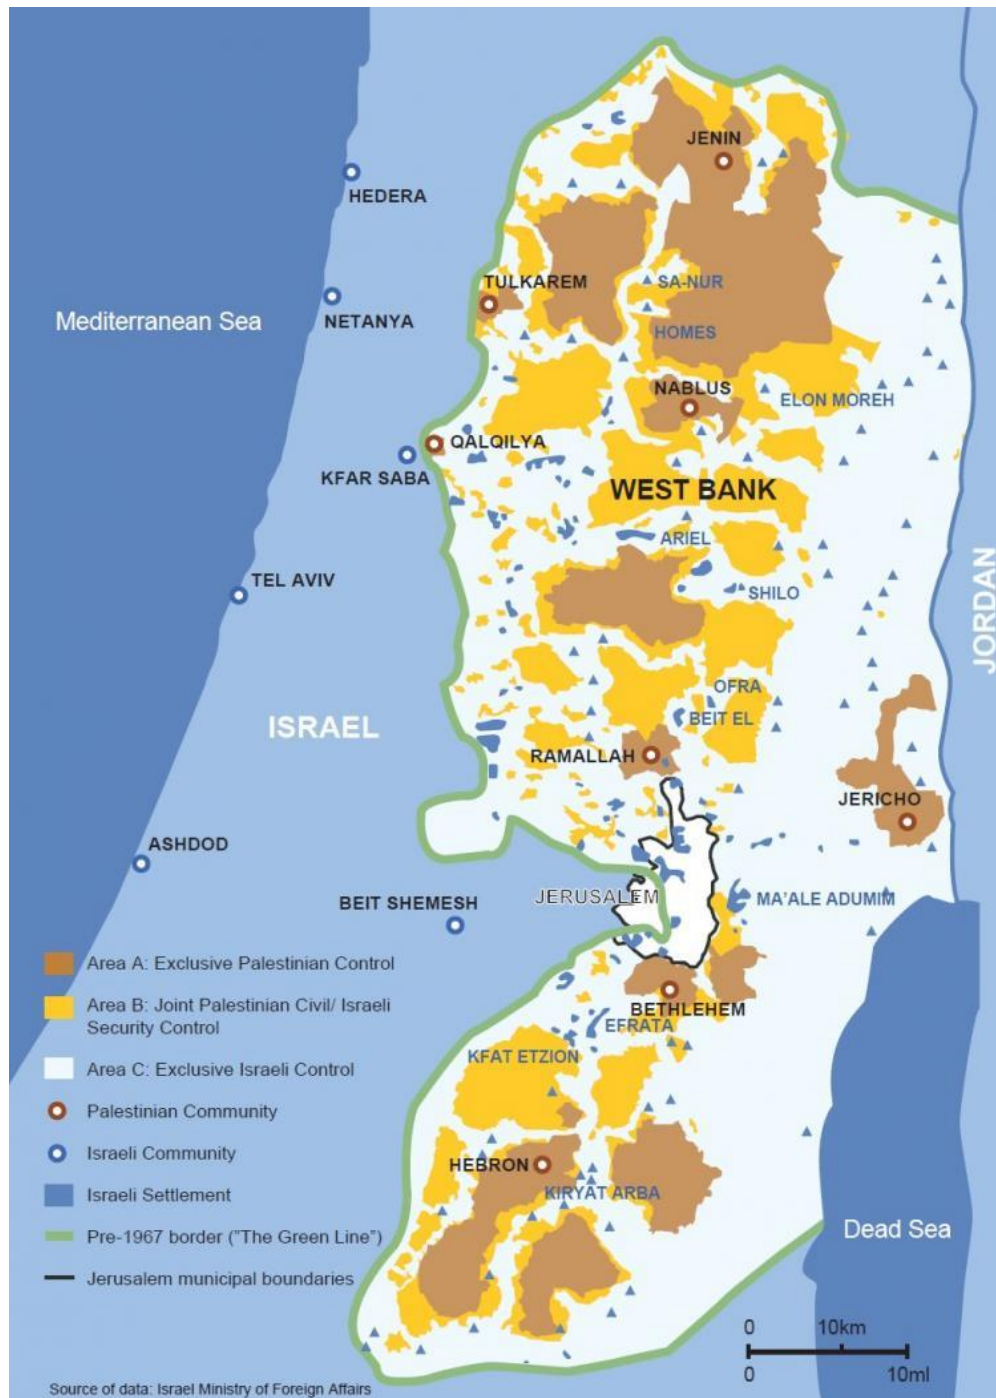 JENIN
HEDERA
TULKAREM
SA-NUR
Mediterranean Sea
NETANYA
HOMES
NABLUS
ELON MOREH
QALQILYA
KFAR SABA
WEST BANK
ARIEL
TEL AVIV
SHILO
JORDAN
OFRA
ISRAEL
BEIT EL
RAMALLAH
JERICHO
ASHDOD
JERUSALEM
MA'ALE ADUMIM
BEIT SHEMESH
BETHLEHEM
EFRATA
KFAT ETZION
HEBRON
KIRYAT ARBA
Dead Sea
Area A: Exclusive Palestinian Control
Area B: Joint Palestinian Civil/ Israeli
Security Control
Area C: Exclusive Israeli Control
Palestinian Community
Israeli Community
Israeli Settlement
Pre-1967 border ("The Green Line")
Jerusalem municipal boundaries
0 10km
0 10ml
Source of data: Israel Ministry of Foreign Affairs